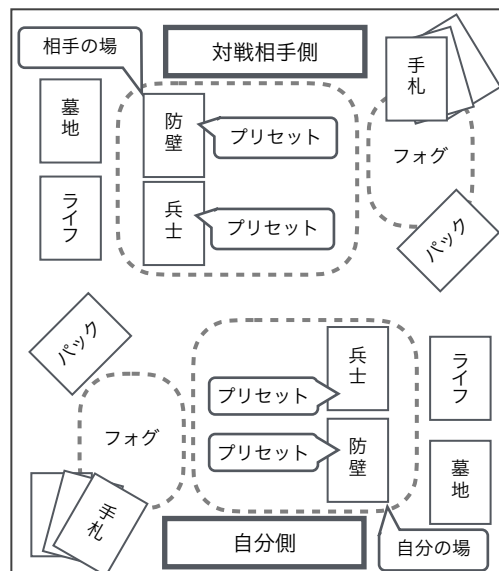 相手の場
対戦相手側
手札
墓地
防壁
プリセット
フォグ
ライフ
兵士
プリセット
パック
パック
兵士
ライフ
プリセット
フォグ
プリセット
防壁
墓地
手札
自分側
自分の場